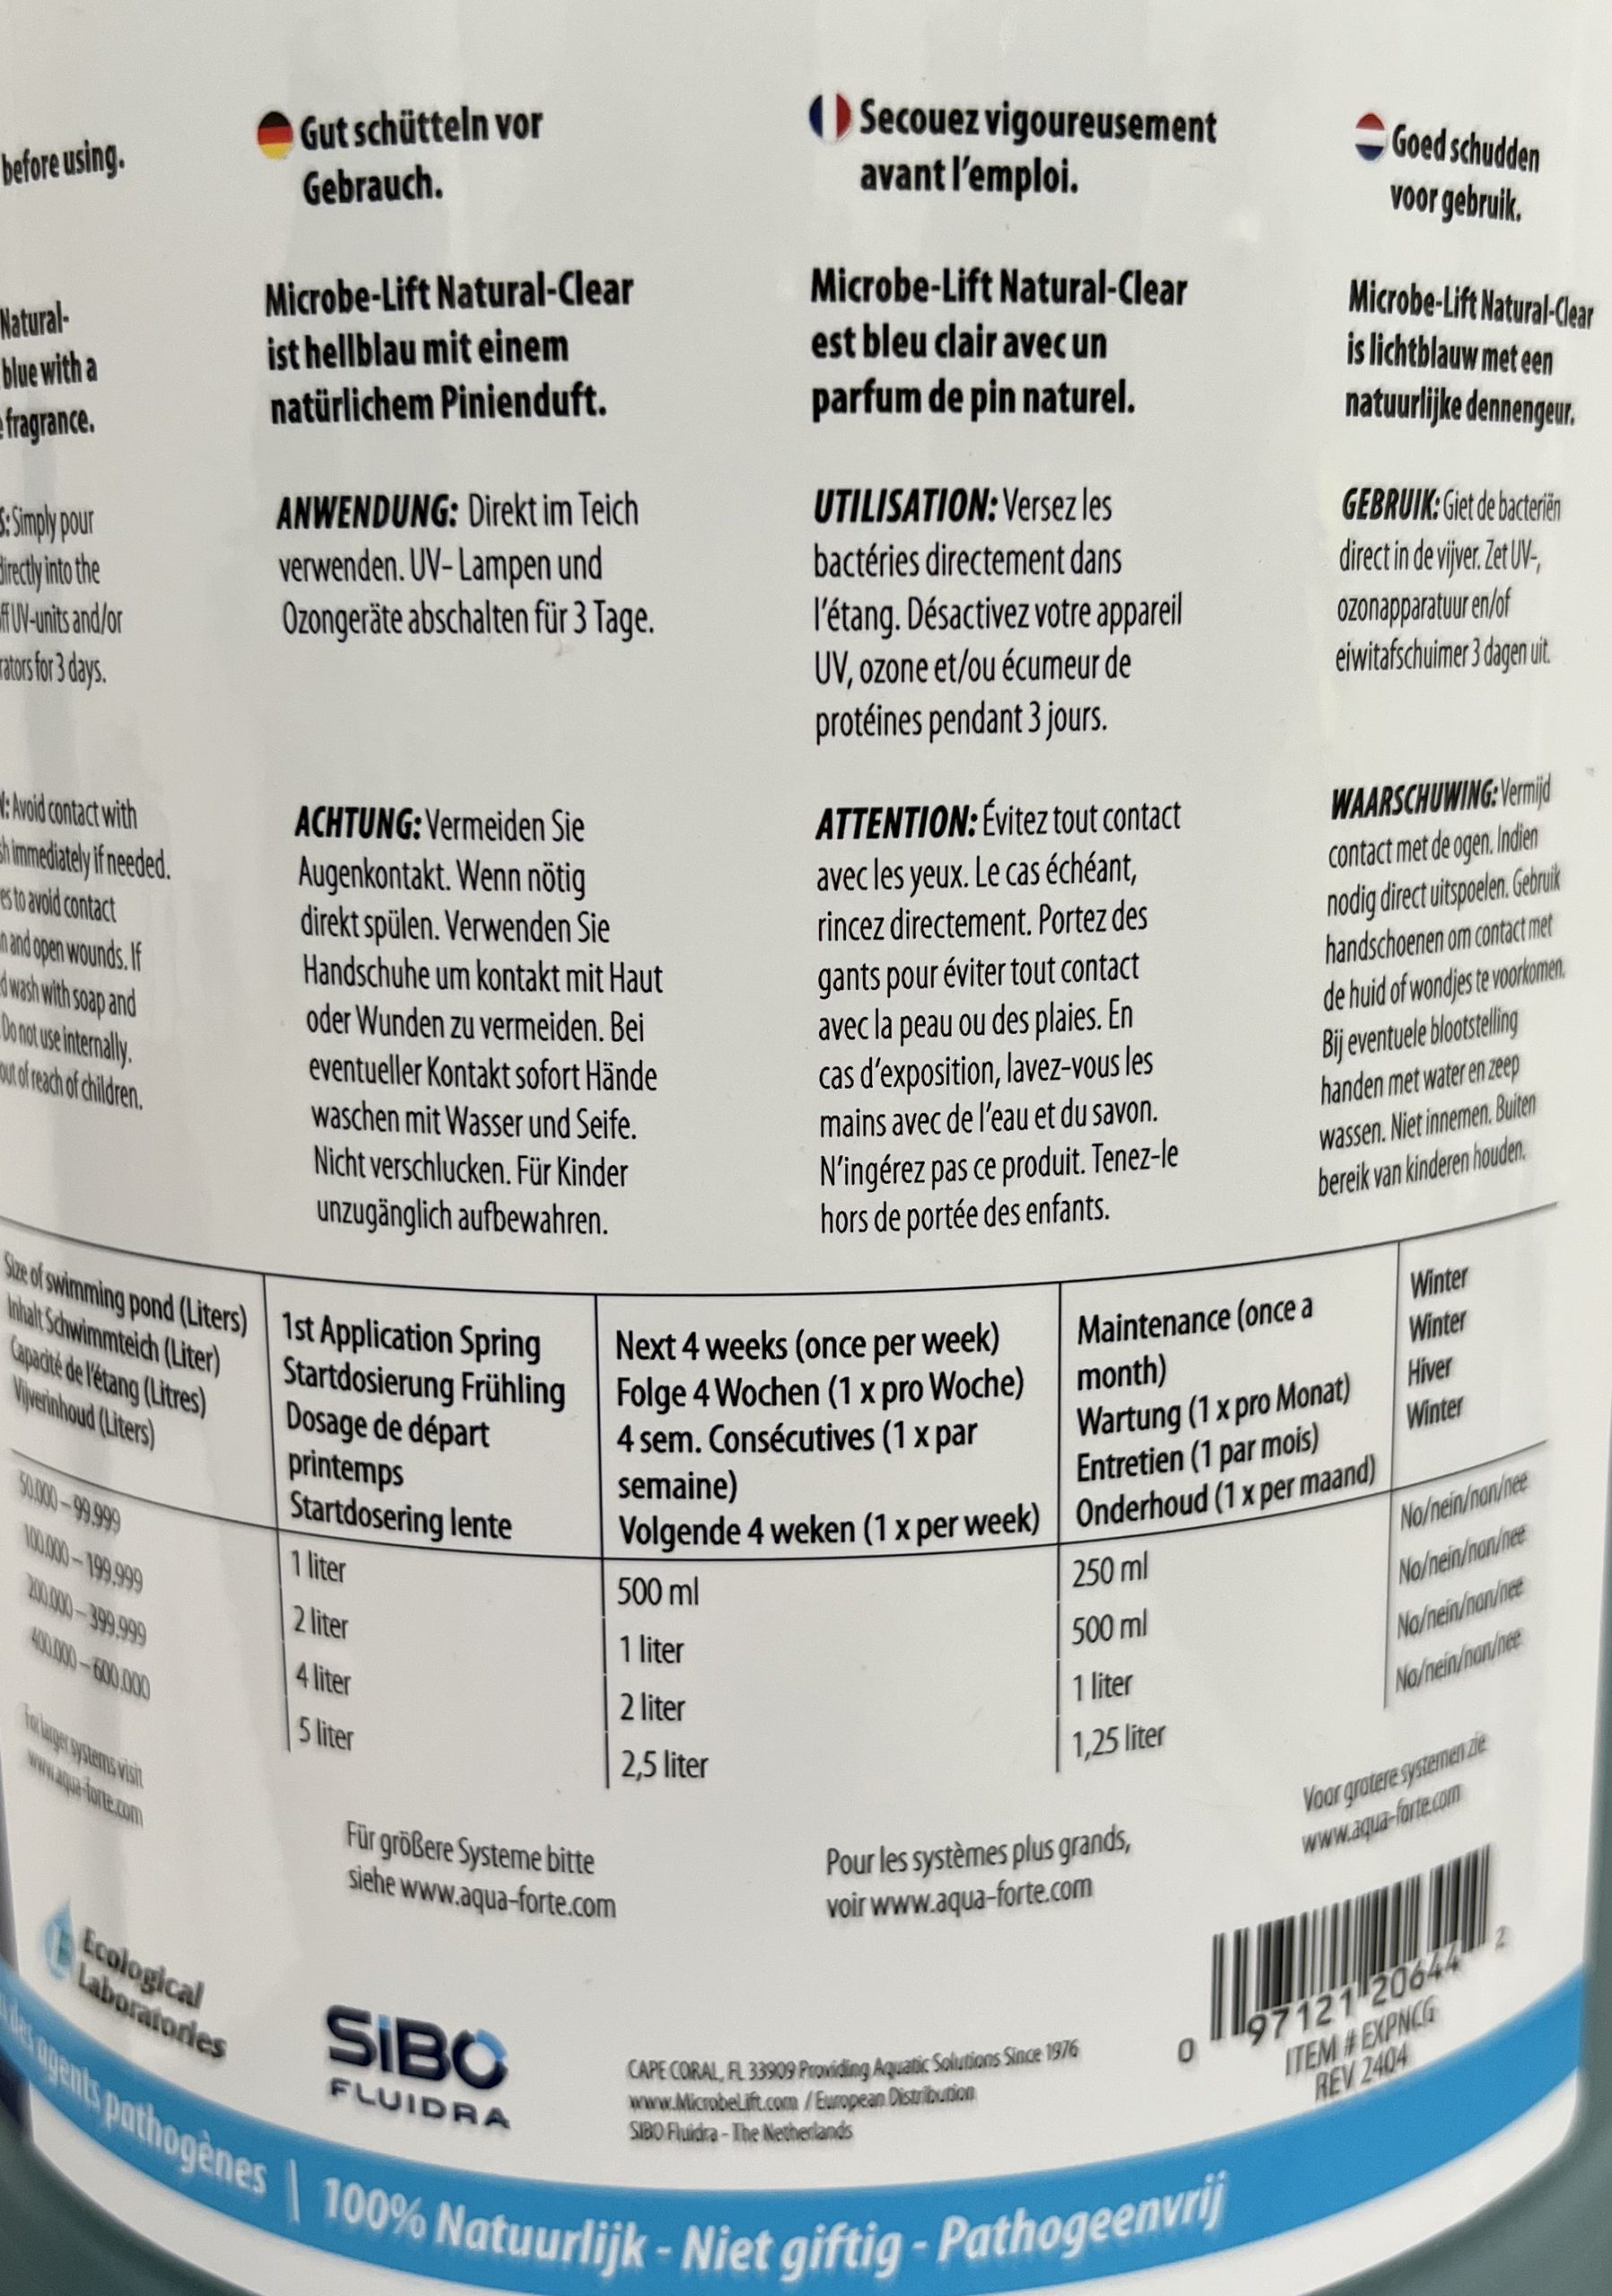 before using.
Natural-
blue with a
fragrance.
Simply pour
directly into the
UV-units and/or
for 3 days.
Avoid contact with
immediately if needed.
to avoid contact
and open wounds. If
wash with soap and
Do not use internally.
out of reach of children.
Gut schütteln vor
Gebrauch.
Microbe-Lift Natural-Clear
ist hellblau mit einem
natürlichem Pinienduft.
ANWENDUNG: Direkt im Teich
verwenden. UV- Lampen und
Ozongeräte abschalten für 3 Tage.
ACHTUNG: Vermeiden Sie
Augenkontakt. Wenn nötig
direkt spülen. Verwenden Sie
Handschuhe um kontakt mit Haut
oder Wunden zu vermeiden. Bei
eventueller Kontakt sofort Hände
waschen mit Wasser und Seife.
Nicht verschlucken. Für Kinder
unzugänglich aufbewahren.
Secouez vigoureusement
avant l'emploi.
Microbe-Lift Natural-Clear
est bleu clair avec un
parfum de pin naturel.
UTILISATION: Versez les
bactéries directement dans
l'étang. Désactivez votre appareil
UV, ozone et/ou écumeur de
protéines pendant 3 jours.
ATTENTION: Évitez tout contact
avec les yeux. Le cas échéant,
rincez directement. Portez des
gants pour éviter tout contact
avec la peau ou des plaies. En
cas d'exposition, lavez-vous les
mains avec de l'eau et du savon.
N'ingérez pas ce produit. Tenez-le
hors de portée des enfants.
Goed schudden
voor gebruik.
Microbe-Lift Natural-Clear
is lichtblauw met een
natuurlijke dennengeur.
GEBRUIK: Giet de bacteriën
direct in de vijver. Zet UV-,
ozonapparatuur en/of
eiwitafschuimer 3 dagen uit.
WAARSCHUWING: Vermijd
contact met de ogen. Indien
nodig direct uitspoelen. Gebruik
handschoenen om contact met
de huid of wondjes te voorkomen.
Bij eventuele blootstelling
handen met water en zeep
wassen. Niet innemen. Buiten
bereik van kinderen houden.
Size of swimming pond (Liters)
Inhalt Schwimmteich (Liter)
Capacité de l'étang (Litres)
Vijverinhoud (Liters)
1st Application Spring
Startdosierung Frühling
Dosage de départ
printemps
Startdosering lente
Next 4 weeks (once per week)
Folge 4 Wochen (1 x pro Woche)
4 sem. Consécutives (1 x par
semaine)
Volgende 4 weken (1 x per week)
Maintenance (once a
month)
Wartung (1 x pro Monat)
Entretien (1 par mois)
Onderhoud (1 x per maand)
Winter
Winter
Hiver
Winter
50.000 – 99.999 1 liter 500 ml 250 ml No/nein/non/nee
100.000 – 199.999 2 liter 1 liter 500 ml No/nein/non/nee
200.000 – 399.999 4 liter 2 liter 1 liter No/nein/non/nee
400.000 – 600.000 5 liter 2,5 liter 1,25 liter No/nein/non/nee
For larger systems visit
www.aqua-forte.com
Für größere Systeme bitte
siehe www.aqua-forte.com
Pour les systèmes plus grands,
voir www.aqua-forte.com
Voor grotere systemen zie
www.aqua-forte.com
Ecological
Laboratories
SIBO
FLUIDRA
CAPE CORAL, FL 33909 Providing Aquatic Solutions Since 1976
www.MicrobeLift.com / European Distribution
SIBO Fluidra - The Netherlands
0 97121 20644 2
ITEM # EXPNCG
REV 2404
des agents pathogènes | 100% Natuurlijk - Niet giftig - Pathogeenvrij